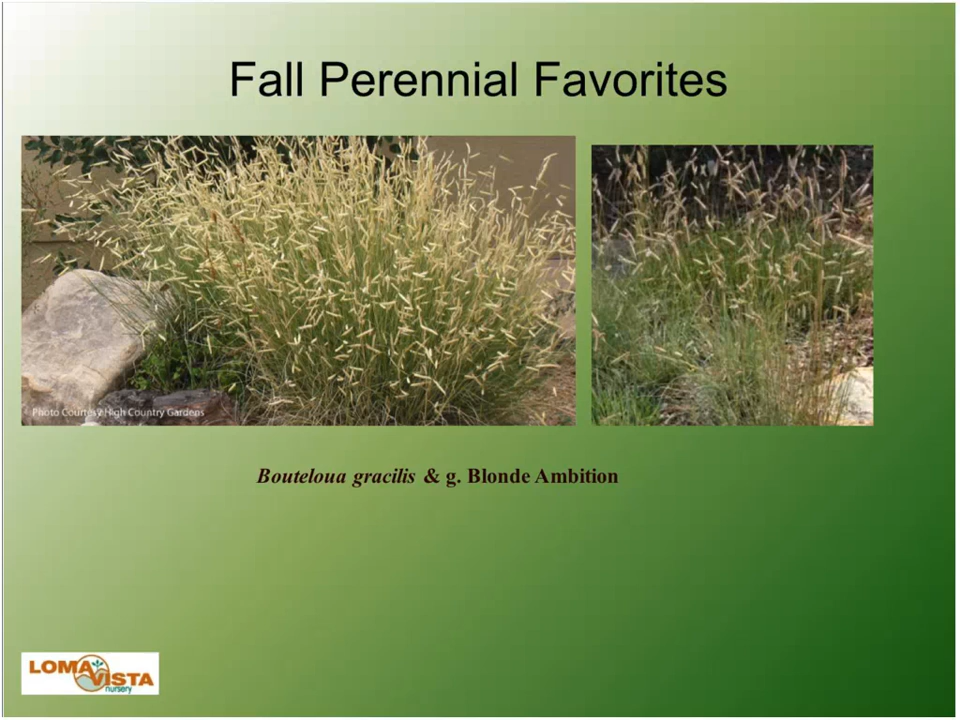 Fall Perennial Favorites
Photo Courtesy High Country Gardens
Bouteloua gracilis & g. Blonde Ambition
LOMA VISTA
nursery